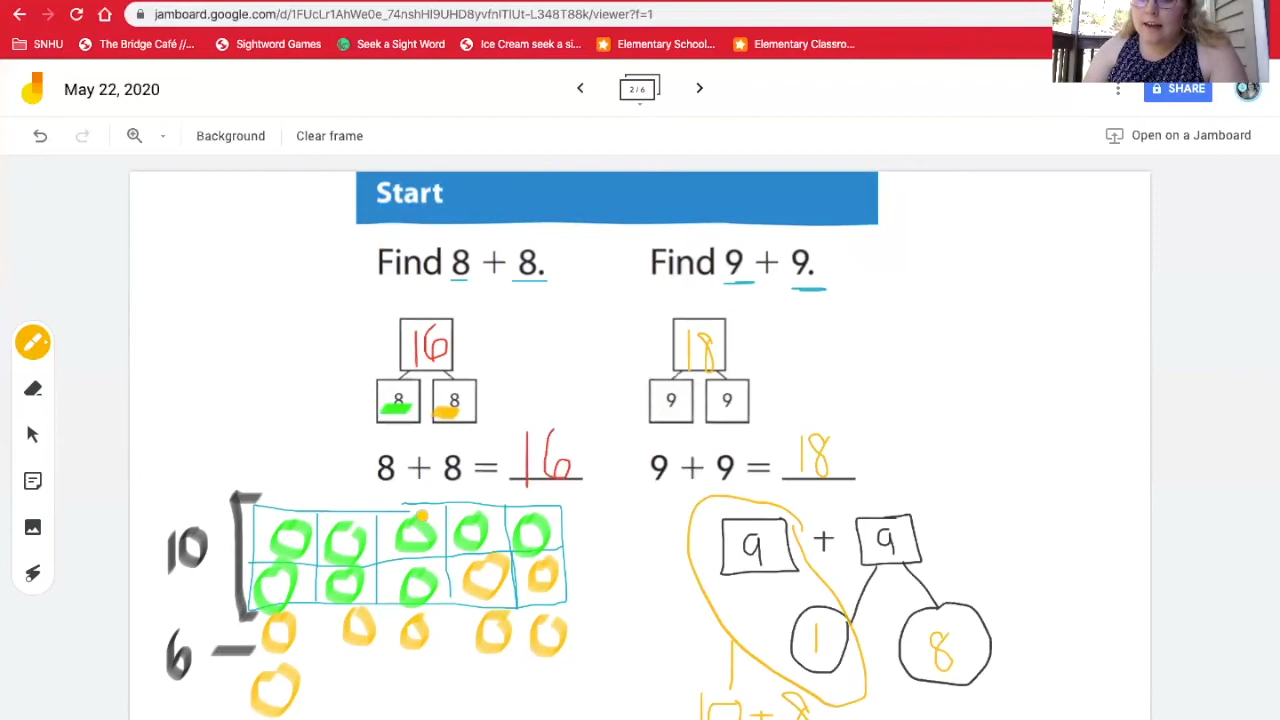 jamboard.google.com/d/1FUcLr1AhWe0e_74nshHI9UHD8yvfnlTlUt-L348T88k/viewer?f=1
SNHU The Bridge Café //... Sightword Games Seek a Sight Word Ice Cream seek a si... Elementary School... Elementary Classro...
May 22, 2020
2 / 6
SHARE
Background Clear frame
Open on a Jamboard
Start
Find 8 + 8. Find 9 + 9.
16 18
8 8 9 9
8 + 8 = 16 9 + 9 = 18
10 9 + 9
6 – 1 8
10 + 8